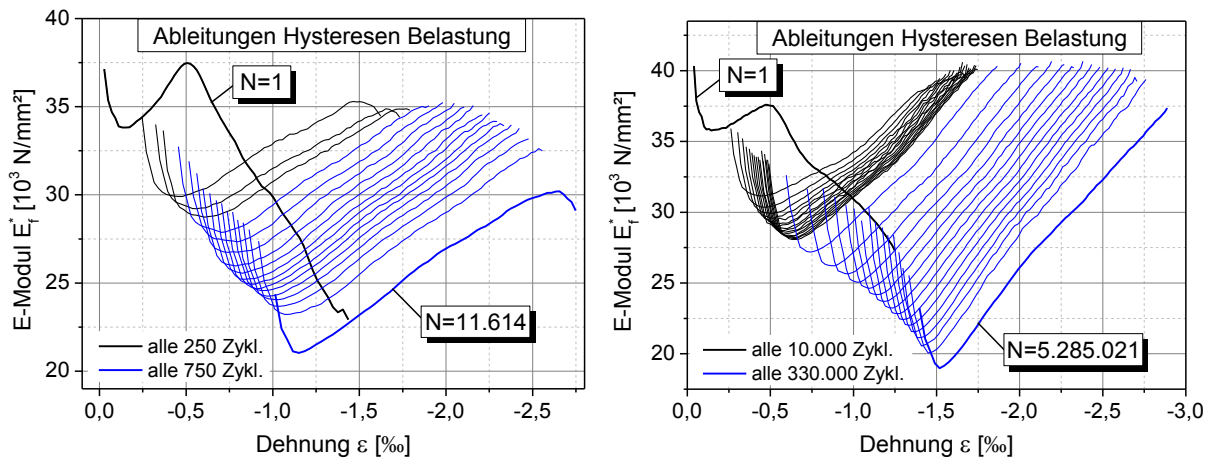 Ableitungen Hysteresen Belastung
40
35
30
25
20
E-Modul E*f [10³ N/mm²]
N=1
N=11.614
alle 250 Zykl.
alle 750 Zykl.
0,0 -0,5 -1,0 -1,5 -2,0 -2,5
Dehnung ε [‰]
Ableitungen Hysteresen Belastung
40
35
30
25
20
E-Modul E*f [10³ N/mm²]
N=1
N=5.285.021
alle 10.000 Zykl.
alle 330.000 Zykl.
0,0 -0,5 -1,0 -1,5 -2,0 -2,5 -3,0
Dehnung ε [‰]